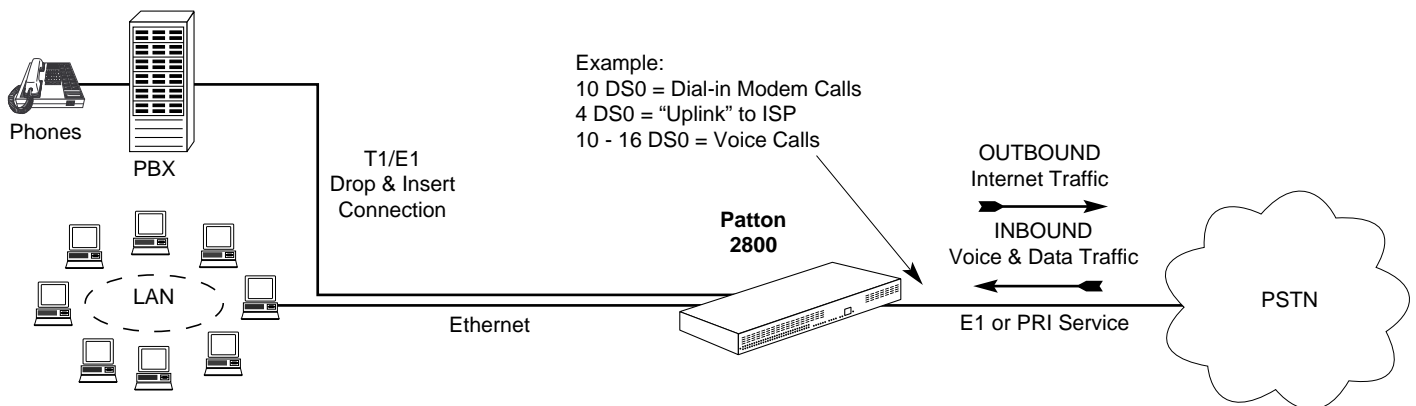 Phones
PBX
T1/E1
Drop & Insert
Connection
LAN
Ethernet
Example:
10 DS0 = Dial-in Modem Calls
4 DS0 = “Uplink” to ISP
10 - 16 DS0 = Voice Calls
Patton
2800
OUTBOUND
Internet Traffic
INBOUND
Voice & Data Traffic
E1 or PRI Service
PSTN